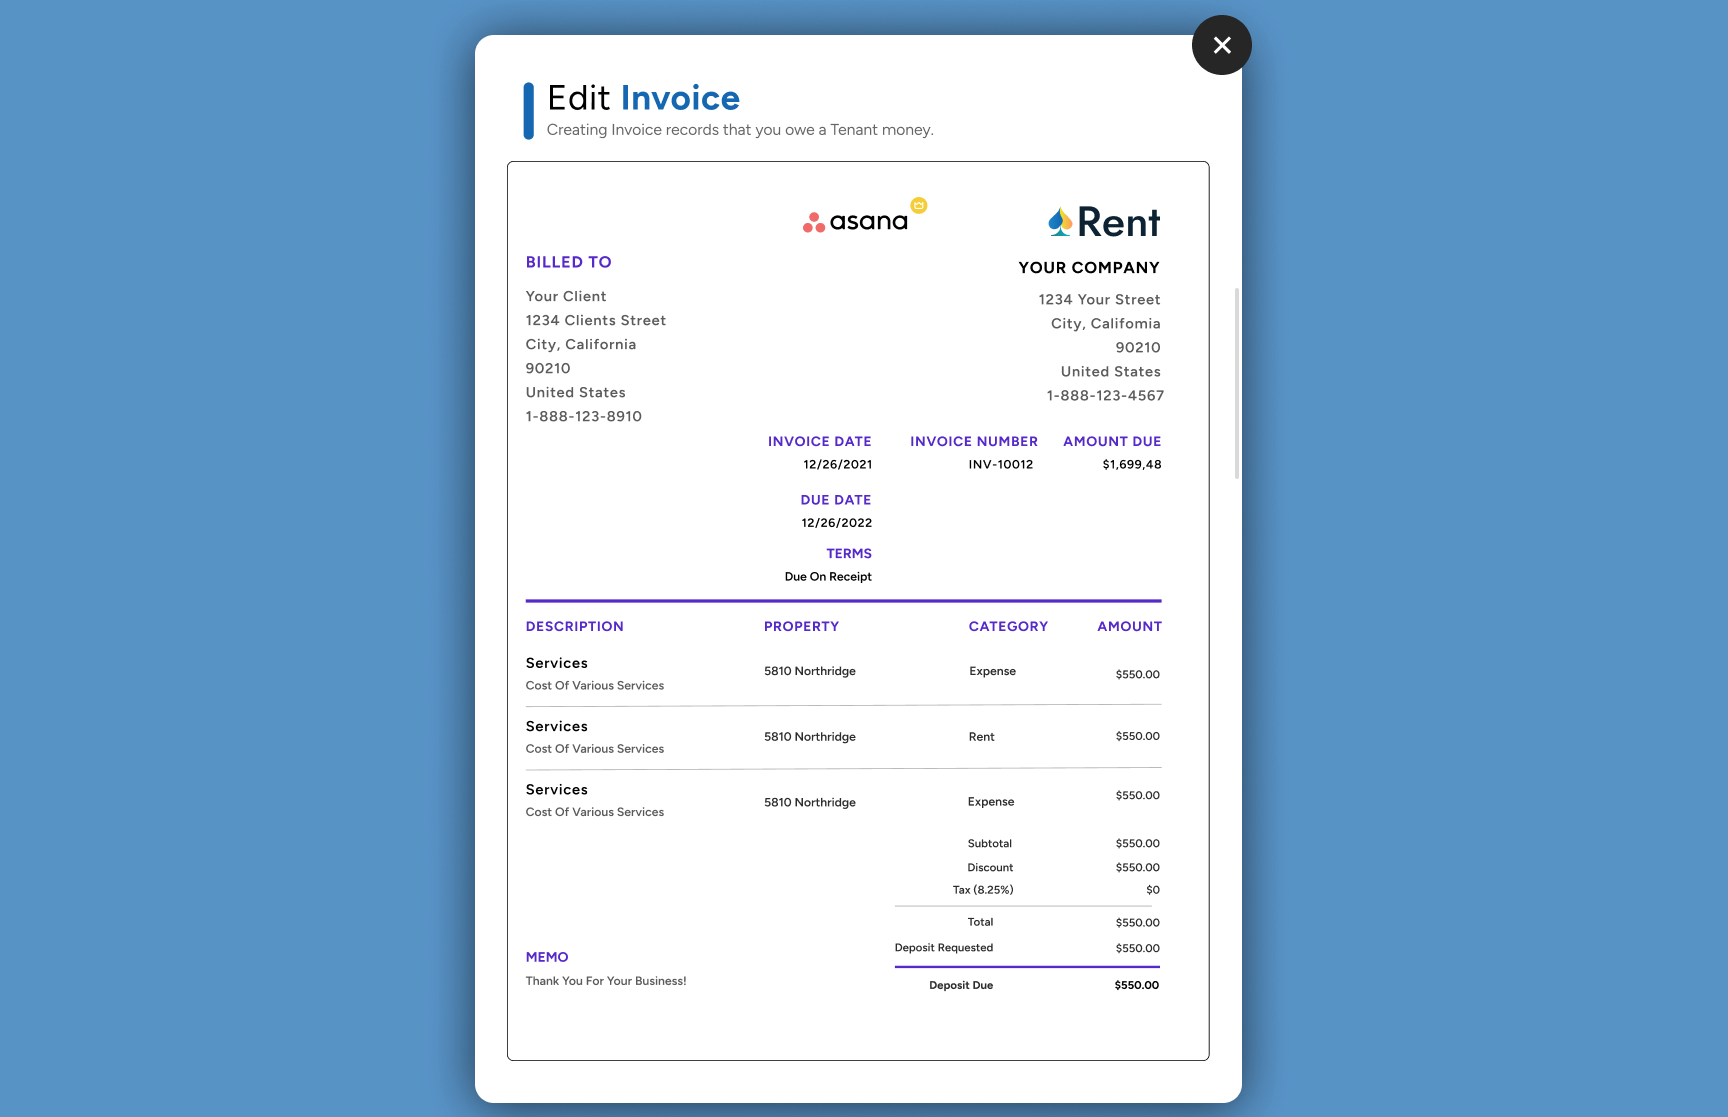 Edit Invoice
Creating Invoice records that you owe a Tenant money.
asana
Rent
BILLED TO
Your Client
1234 Clients Street
City, California
90210
United States
1-888-123-8910
YOUR COMPANY
1234 Your Street
City, Califomia
90210
United States
1-888-123-4567
INVOICE DATE INVOICE NUMBER AMOUNT DUE
12/26/2021 INV-10012 $1,699,48
DUE DATE
12/26/2022
TERMS
Due On Receipt
DESCRIPTION PROPERTY CATEGORY AMOUNT
Services
Cost Of Various Services
5810 Northridge Expense $550.00
Services
Cost Of Various Services
5810 Northridge Rent $550.00
Services
Cost Of Various Services
5810 Northridge Expense $550.00
Subtotal $550.00
Discount $550.00
Tax (8.25%) $0
Total $550.00
Deposit Requested $550.00
Deposit Due $550.00
MEMO
Thank You For Your Business!